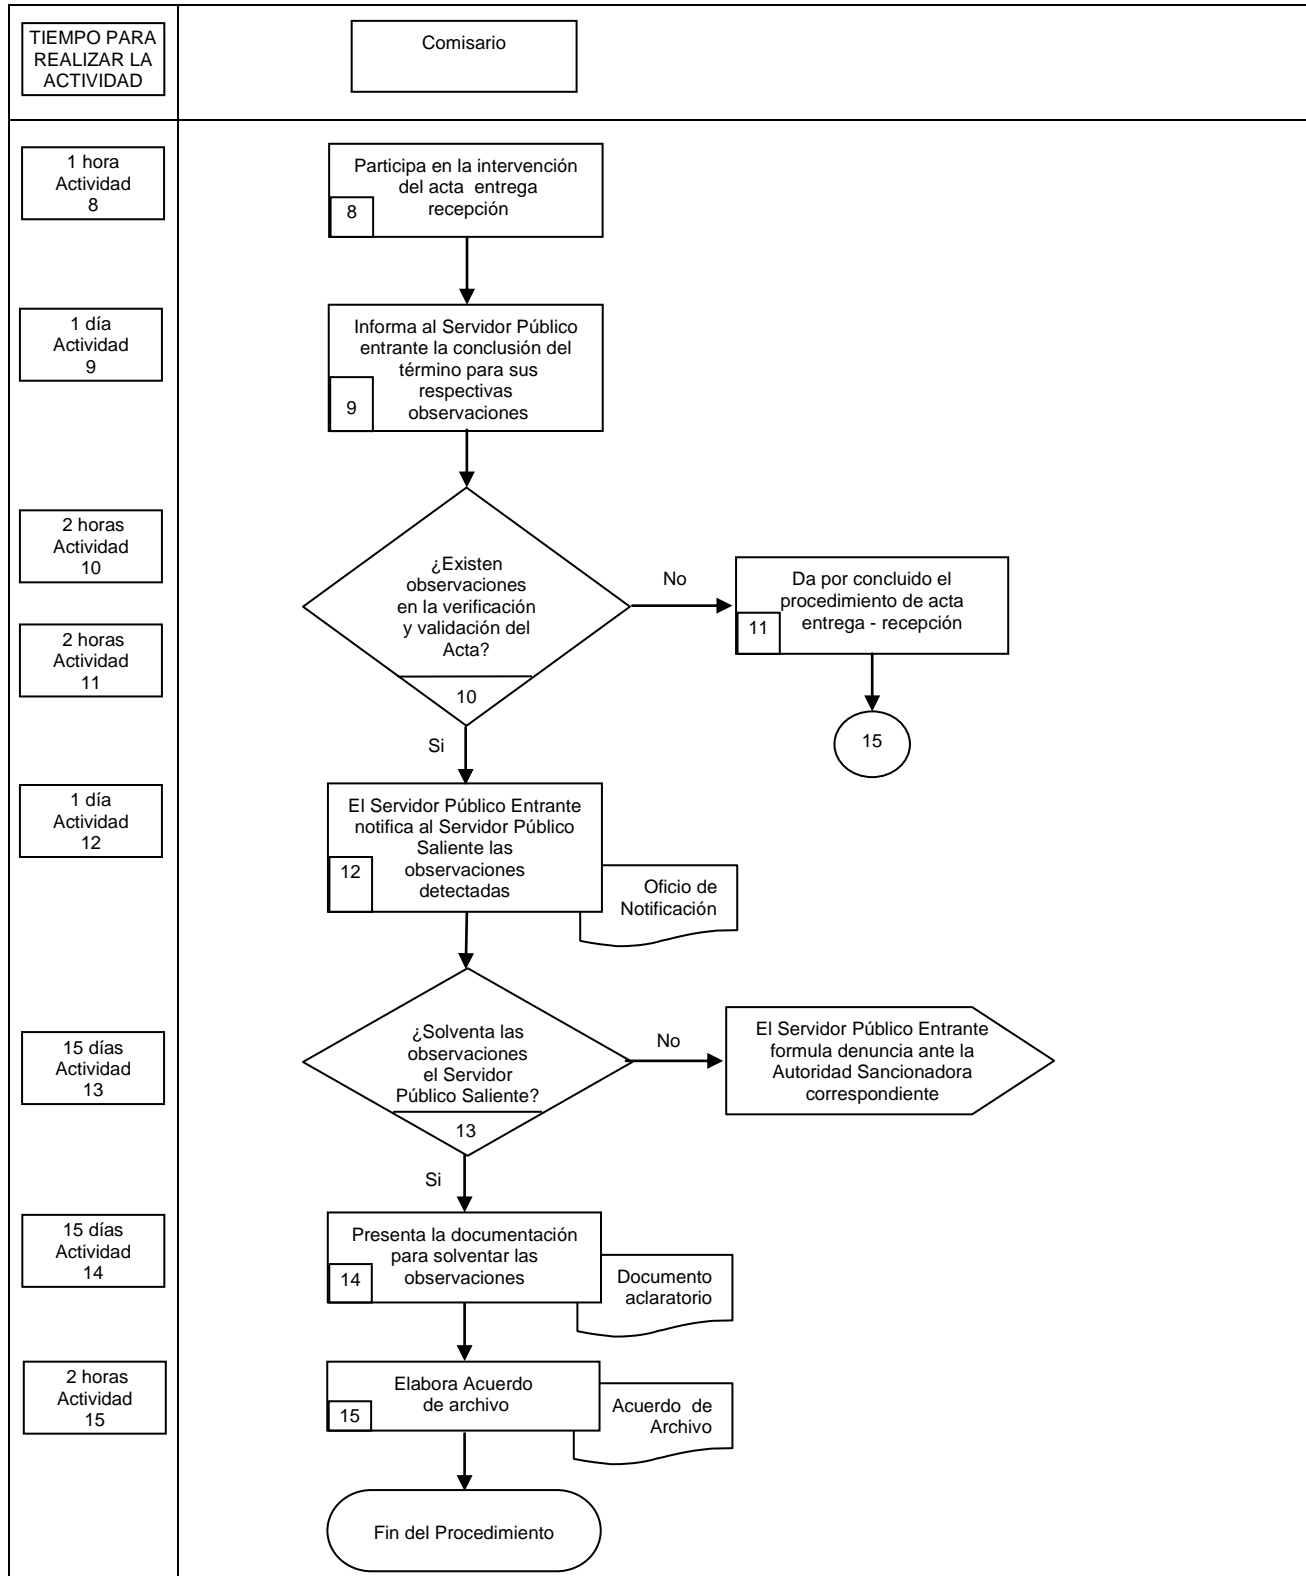 TIEMPO PARA
REALIZAR LA
ACTIVIDAD
Comisario
1 hora
Actividad
8
Participa en la intervención
del acta entrega
recepción
8
1 día
Actividad
9
Informa al Servidor Público
entrante la conclusión del
término para sus
respectivas
observaciones
9
2 horas
Actividad
10
¿Existen
observaciones
en la verificación
y validación del
Acta?
10
No
Da por concluido el
procedimiento de acta
entrega - recepción
11
2 horas
Actividad
11
15
Si
1 día
Actividad
12
El Servidor Público Entrante
notifica al Servidor Público
Saliente las
observaciones
detectadas
12
Oficio de
Notificación
15 días
Actividad
13
¿Solventa las
observaciones
el Servidor
Público Saliente?
13
No
El Servidor Público Entrante
formula denuncia ante la
Autoridad Sancionadora
correspondiente
Si
15 días
Actividad
14
Presenta la documentación
para solventar las
observaciones
14
Documento
aclaratorio
2 horas
Actividad
15
Elabora Acuerdo
de archivo
15
Acuerdo de
Archivo
Fin del Procedimiento